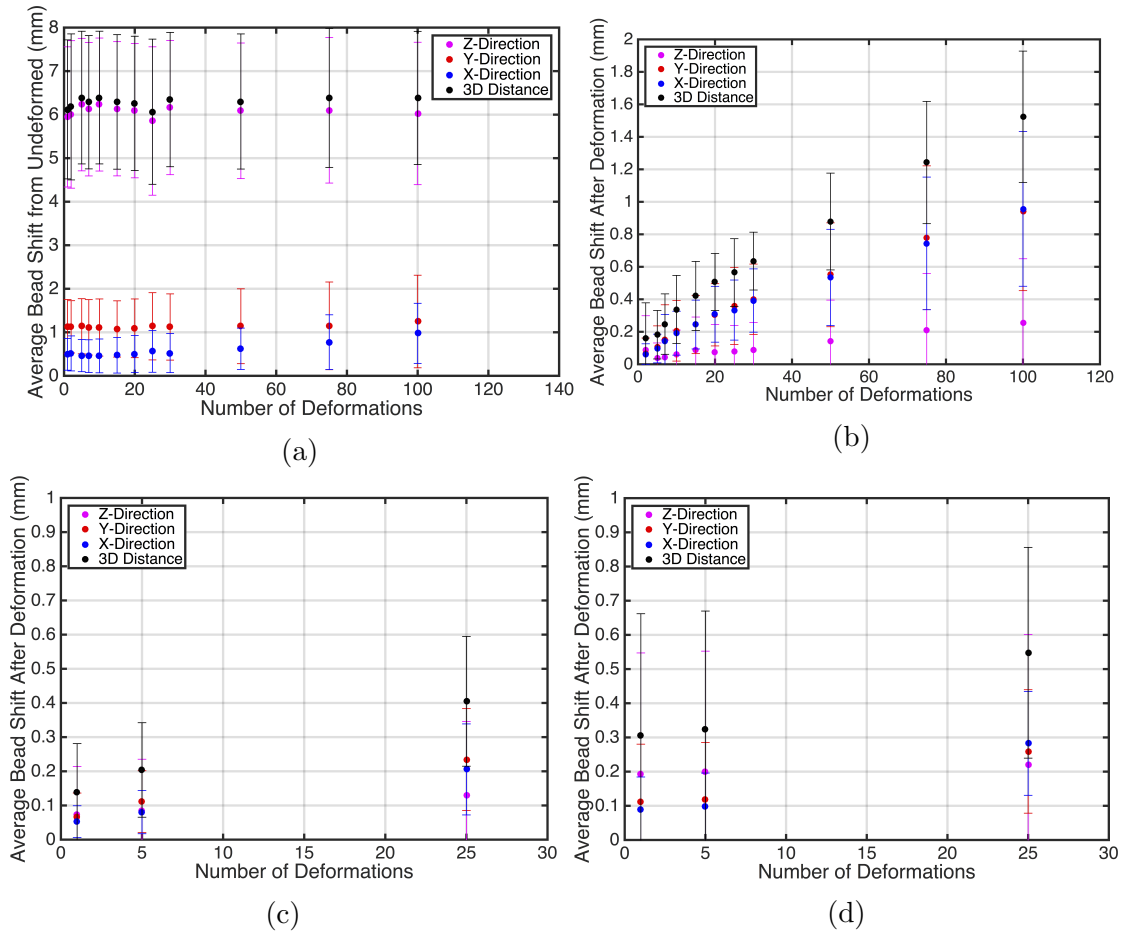 (a)
Average Bead Shift from Undeformed (mm)
8
7
6
5
4
3
2
1
0
0 20 40 60 80 100 120 140
Number of Deformations
Z-Direction
Y-Direction
X-Direction
3D Distance
Average Bead Shift After Deformation (mm)
2
1.8
1.6
1.4
1.2
1
0.8
0.6
0.4
0.2
0
0 20 40 60 80 100 120
Number of Deformations
Z-Direction
Y-Direction
X-Direction
3D Distance
(a)
(b)
Average Bead Shift After Deformation (mm)
1
0.9
0.8
0.7
0.6
0.5
0.4
0.3
0.2
0.1
0
0 5 10 15 20 25 30
Number of Deformations
Z-Direction
Y-Direction
X-Direction
3D Distance
(c)
Average Bead Shift After Deformation (mm)
1
0.9
0.8
0.7
0.6
0.5
0.4
0.3
0.2
0.1
0
0 5 10 15 20 25 30
Number of Deformations
Z-Direction
Y-Direction
X-Direction
3D Distance
(d)